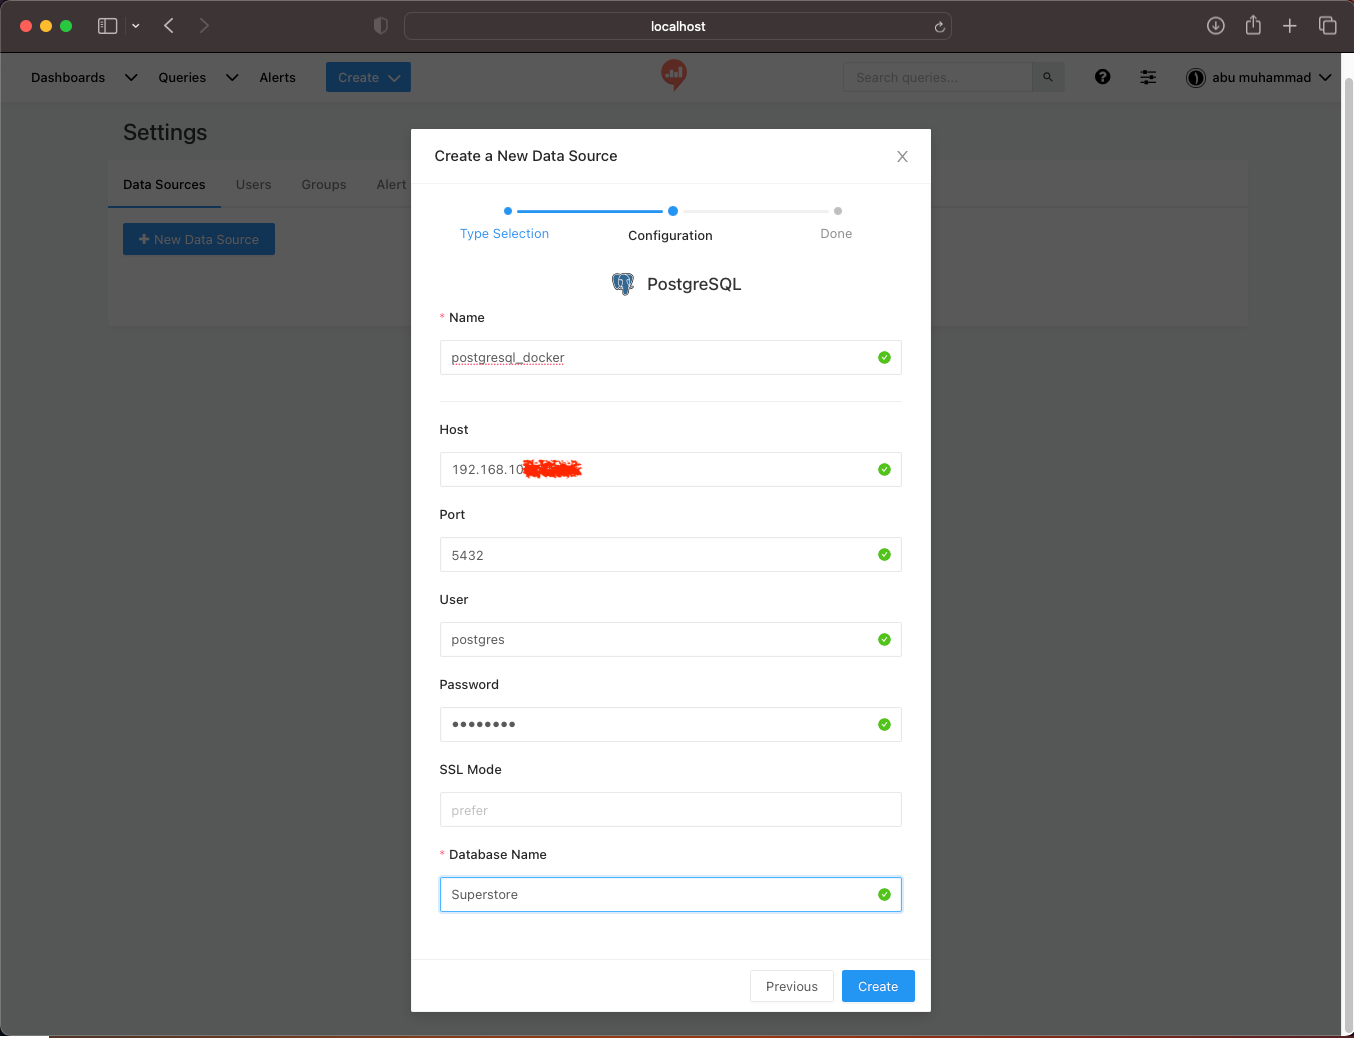 localhost
Dashboards Queries Alerts Create Search queries... abu muhammad
Settings
Data Sources Users Groups Alert
+ New Data Source
Create a New Data Source
Type Selection Configuration Done
PostgreSQL
* Name
postgresql_docker
Host
192.168.10
Port
5432
User
postgres
Password
••••••••
SSL Mode
prefer
* Database Name
Superstore
Previous Create